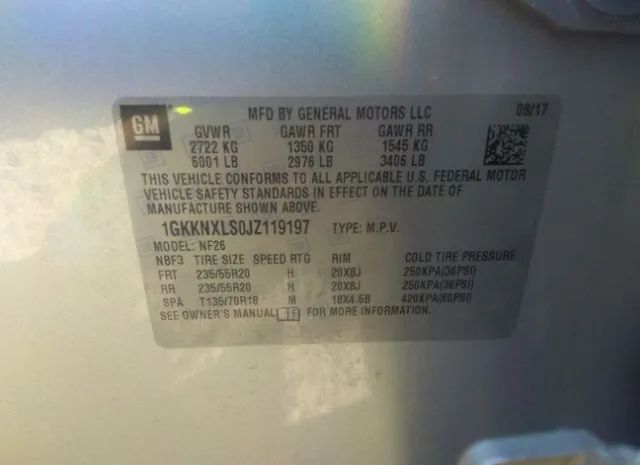 GM
MFD BY GENERAL MOTORS LLC 08/17
GVWR GAWR FRT GAWR RR
2722 KG 1350 KG 1545 KG
6001 LB 2976 LB 3406 LB
THIS VEHICLE CONFORMS TO ALL APPLICABLE U.S. FEDERAL MOTOR
VEHICLE SAFETY STANDARDS IN EFFECT ON THE DATE OF
MANUFACTURE SHOWN ABOVE.
1GKKNXLS0JZ119197 TYPE: M.P.V.
MODEL: NF26
NBF3 TIRE SIZE SPEED RTG RIM COLD TIRE PRESSURE
FRT 235/55R20 H 20X8J 250KPA(36PSI)
RR 235/55R20 H 20X8J 250KPA(36PSI)
SPA T135/70R18 M 18X4.5B 420KPA(60PSI)
SEE OWNER'S MANUAL FOR MORE INFORMATION